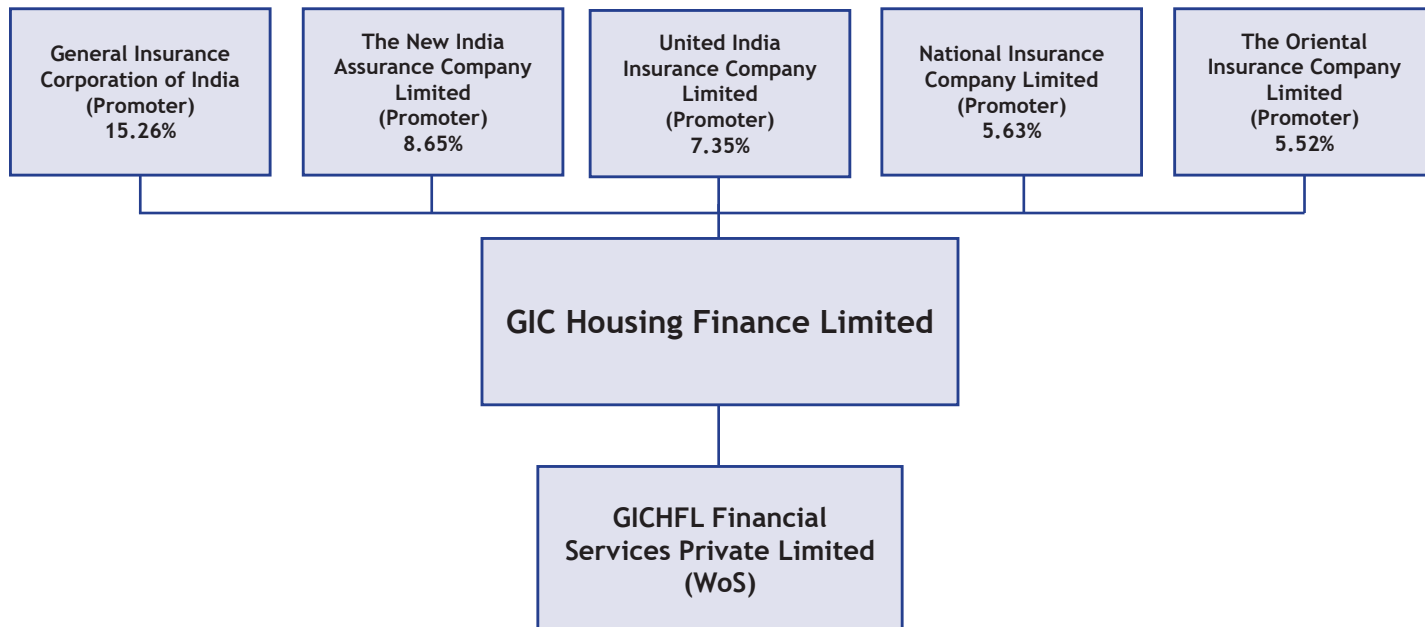 General Insurance
Corporation of India
(Promoter)
15.26%
The New India
Assurance Company
Limited
(Promoter)
8.65%
United India
Insurance Company
Limited
(Promoter)
7.35%
National Insurance
Company Limited
(Promoter)
5.63%
The Oriental
Insurance Company
Limited
(Promoter)
5.52%
GIC Housing Finance Limited
GICHFL Financial
Services Private Limited
(WoS)